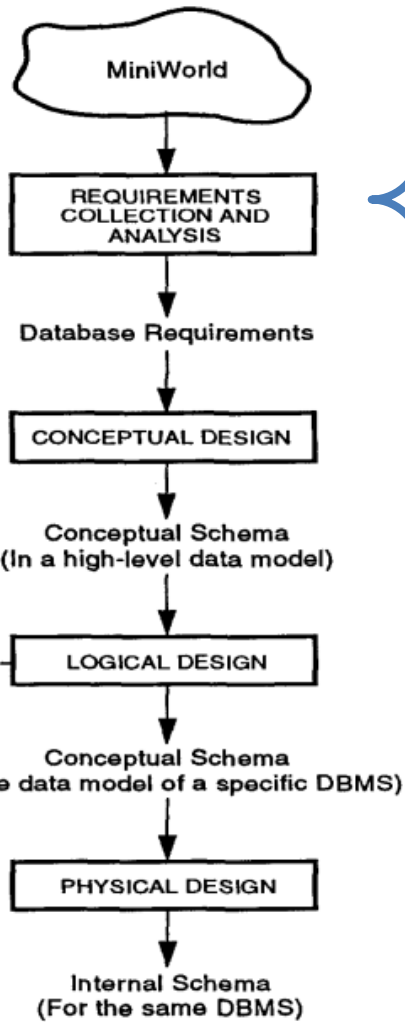 MiniWorld
REQUIREMENTS
COLLECTION AND
ANALYSIS
Database Requirements
CONCEPTUAL DESIGN
Conceptual Schema
(In a high-level data model)
LOGICAL DESIGN
Conceptual Schema
e data model of a specific DBMS)
PHYSICAL DESIGN
Internal Schema
(For the same DBMS)